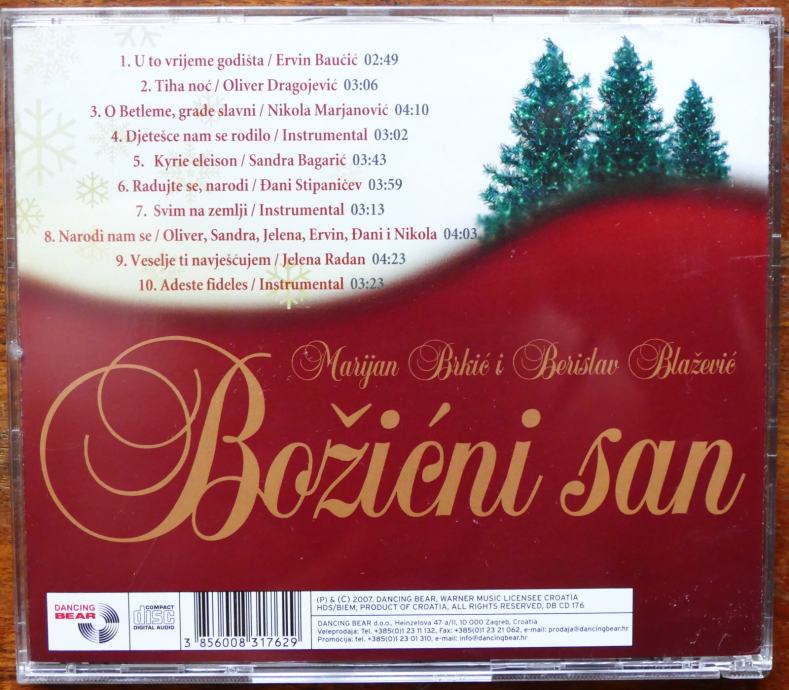 1. U to vrijeme godišta / Ervin Baučić 02:49
2. Tiha noć / Oliver Dragojević 03:06
3. O Betleme, grade slavni / Nikola Marjanović 04:10
4. Djetešce nam se rodilo / Instrumental 03:02
5. Kyrie eleison / Sandra Bagarić 03:43
6. Radujte se, narodi / Đani Stipaničev 03:59
7. Svim na zemlji / Instrumental 03:13
8. Narodi nam se / Oliver, Sandra, Jelena, Ervin, Đani i Nikola 04:03
9. Veselje ti navješćujem / Jelena Radan 04:23
10. Adeste fideles / Instrumental 03:23
Marijan Brkić i Berislav Blažević
Božićni san
DANCING
BEAR
COMPACT
disc
DIGITAL AUDIO
3 856008 317629
(P) & (C) 2007. DANCING BEAR, WARNER MUSIC LICENSEE CROATIA
HDS/BIEM, PRODUCT OF CROATIA, ALL RIGHTS RESERVED, DB CD 176
DANCING BEAR d.o.o., Heinzelova 47 a/II, 10 000 Zagreb, Croatia
Veleprodaja: Tel. +385(0)1 23 11 132, Fax: +385(0)1 23 21 062, e-mail: prodaja@dancingbear.hr
Promocija: tel. +385(0)1 23 01 310, e-mail: info@dancingbear.hr